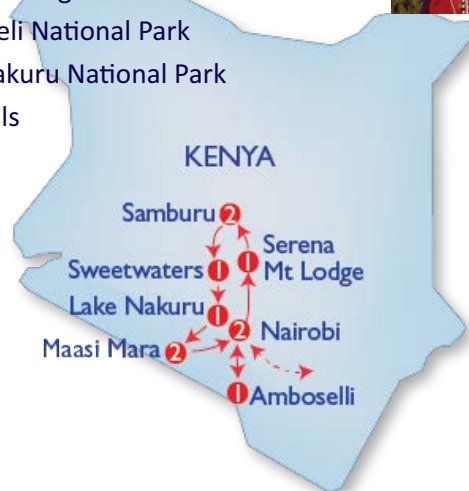 eli National Park
akuru National Park
ls
KENYA
Samburu 2
Serena
Sweetwaters 1 1 Mt Lodge
Lake Nakuru 1
2 Nairobi
Maasi Mara 2
1 Amboselli